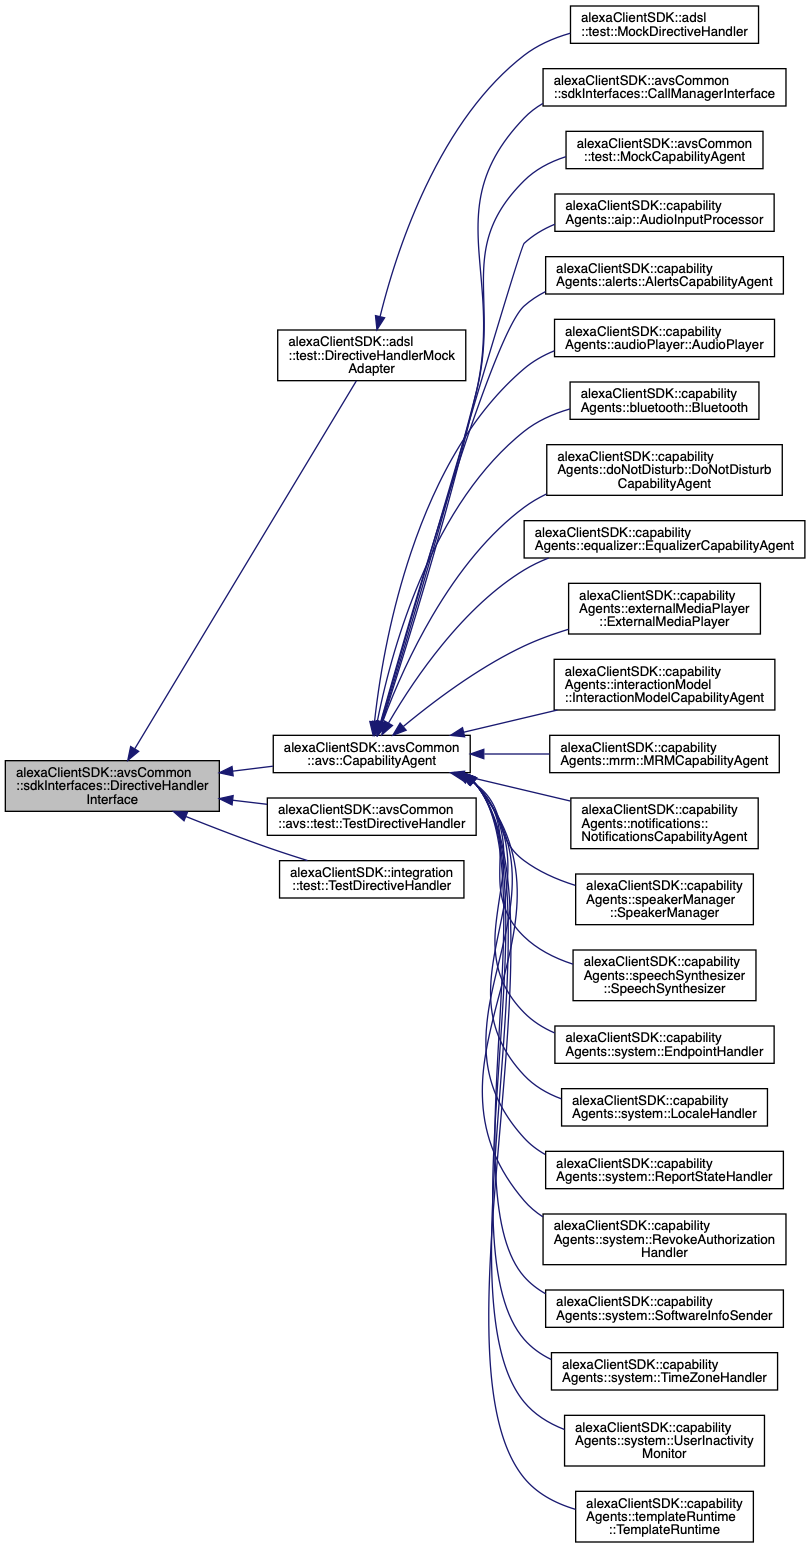 alexaClientSDK::adsl
::test::MockDirectiveHandler
alexaClientSDK::avsCommon
::sdkInterfaces::CallManagerInterface
alexaClientSDK::avsCommon
::test::MockCapabilityAgent
alexaClientSDK::capability
Agents::aip::AudioInputProcessor
alexaClientSDK::capability
Agents::alerts::AlertsCapabilityAgent
alexaClientSDK::capability
Agents::audioPlayer::AudioPlayer
alexaClientSDK::adsl
::test::DirectiveHandlerMock
Adapter
alexaClientSDK::capability
Agents::bluetooth::Bluetooth
alexaClientSDK::capability
Agents::doNotDisturb::DoNotDisturb
CapabilityAgent
alexaClientSDK::capability
Agents::equalizer::EqualizerCapabilityAgent
alexaClientSDK::capability
Agents::externalMediaPlayer
::ExternalMediaPlayer
alexaClientSDK::capability
Agents::interactionModel
::InteractionModelCapabilityAgent
alexaClientSDK::avsCommon
::avs::CapabilityAgent
alexaClientSDK::capability
Agents::mrm::MRMCapabilityAgent
alexaClientSDK::avsCommon
::sdkInterfaces::DirectiveHandler
Interface
alexaClientSDK::avsCommon
::avs::test::TestDirectiveHandler
alexaClientSDK::capability
Agents::notifications::
NotificationsCapabilityAgent
alexaClientSDK::integration
::test::TestDirectiveHandler
alexaClientSDK::capability
Agents::speakerManager
::SpeakerManager
alexaClientSDK::capability
Agents::speechSynthesizer
::SpeechSynthesizer
alexaClientSDK::capability
Agents::system::EndpointHandler
alexaClientSDK::capability
Agents::system::LocaleHandler
alexaClientSDK::capability
Agents::system::ReportStateHandler
alexaClientSDK::capability
Agents::system::RevokeAuthorization
Handler
alexaClientSDK::capability
Agents::system::SoftwareInfoSender
alexaClientSDK::capability
Agents::system::TimeZoneHandler
alexaClientSDK::capability
Agents::system::UserInactivity
Monitor
alexaClientSDK::capability
Agents::templateRuntime
::TemplateRuntime